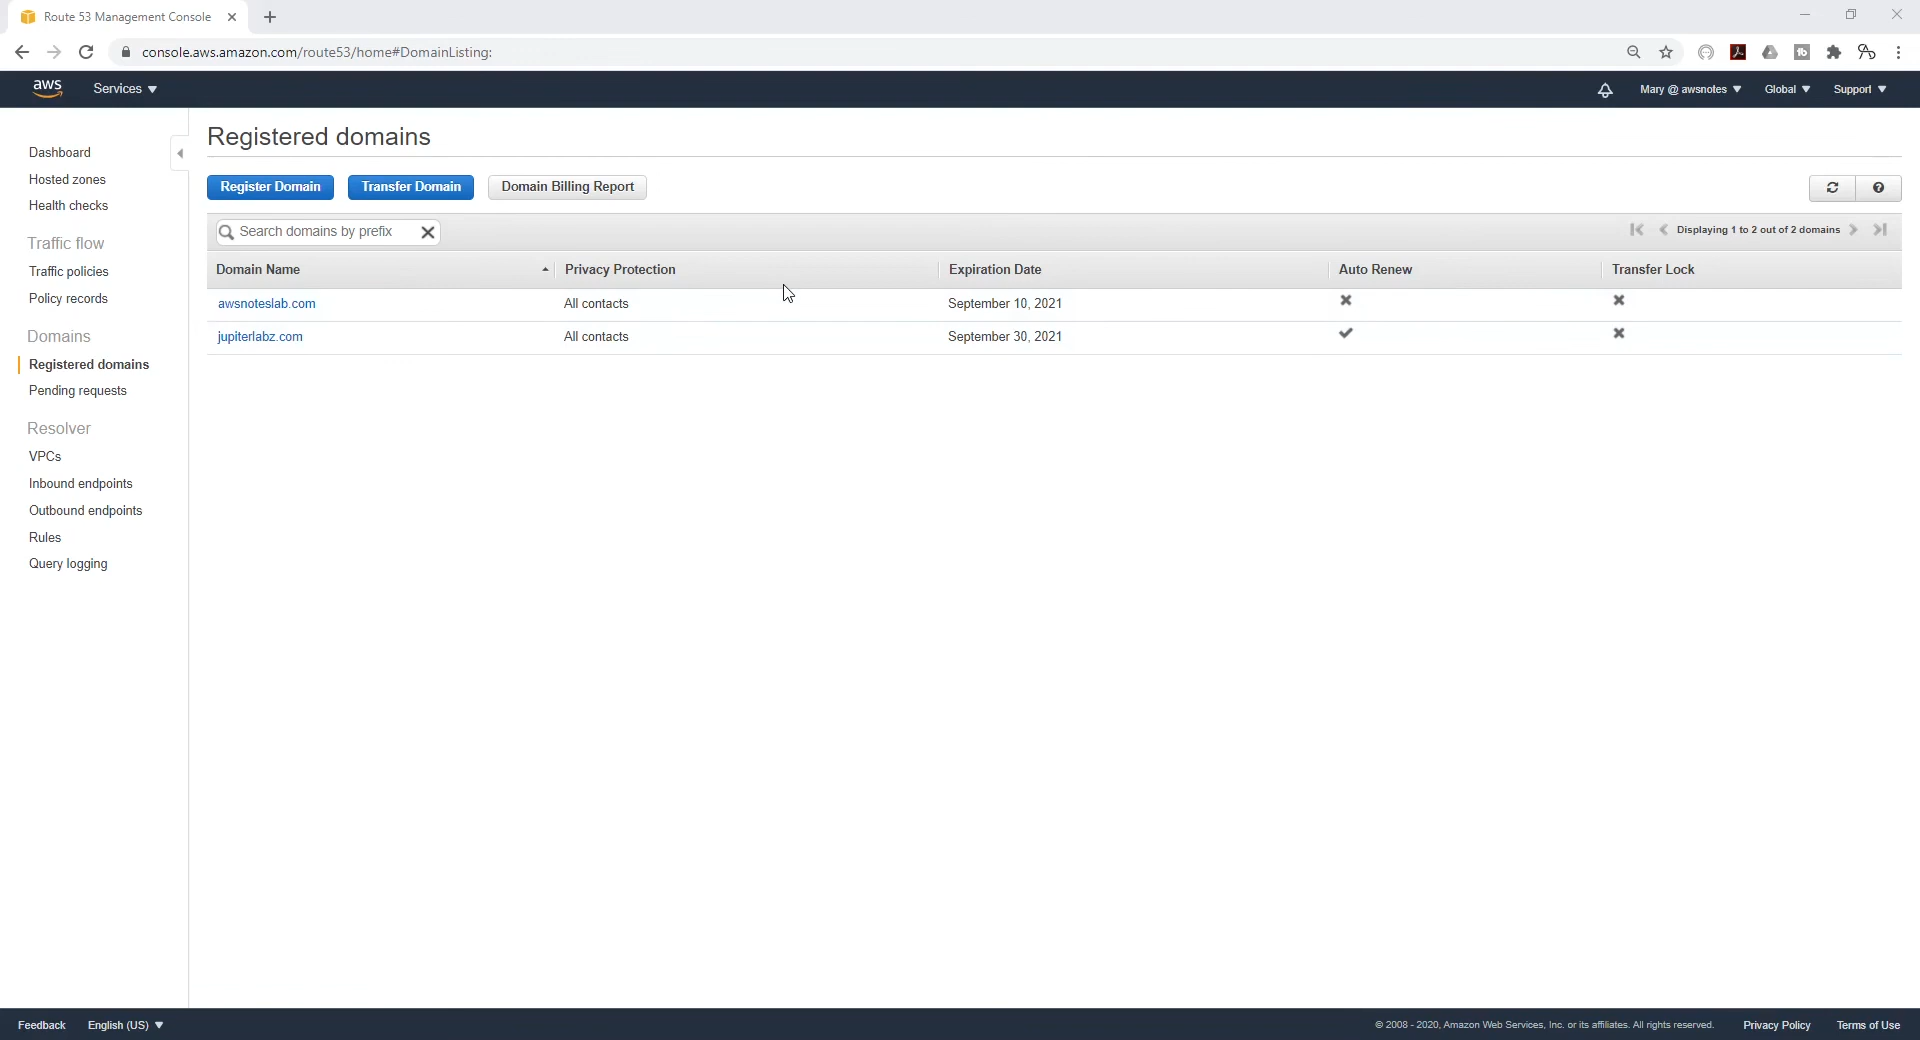 Route 53 Management Console
console.aws.amazon.com/route53/home#DomainListing:
aws
Services
Mary @ awsnotes
Global
Support
Dashboard
Hosted zones
Health checks
Traffic flow
Traffic policies
Policy records
Domains
Registered domains
Pending requests
Resolver
VPCs
Inbound endpoints
Outbound endpoints
Rules
Query logging
Registered domains
Register Domain
Transfer Domain
Domain Billing Report
Search domains by prefix
Displaying 1 to 2 out of 2 domains
Domain Name Privacy Protection Expiration Date Auto Renew Transfer Lock
awsnoteslab.com All contacts September 10, 2021
jupiterlabz.com All contacts September 30, 2021
Feedback
English (US)
© 2008 - 2020, Amazon Web Services, Inc. or its affiliates. All rights reserved.
Privacy Policy
Terms of Use